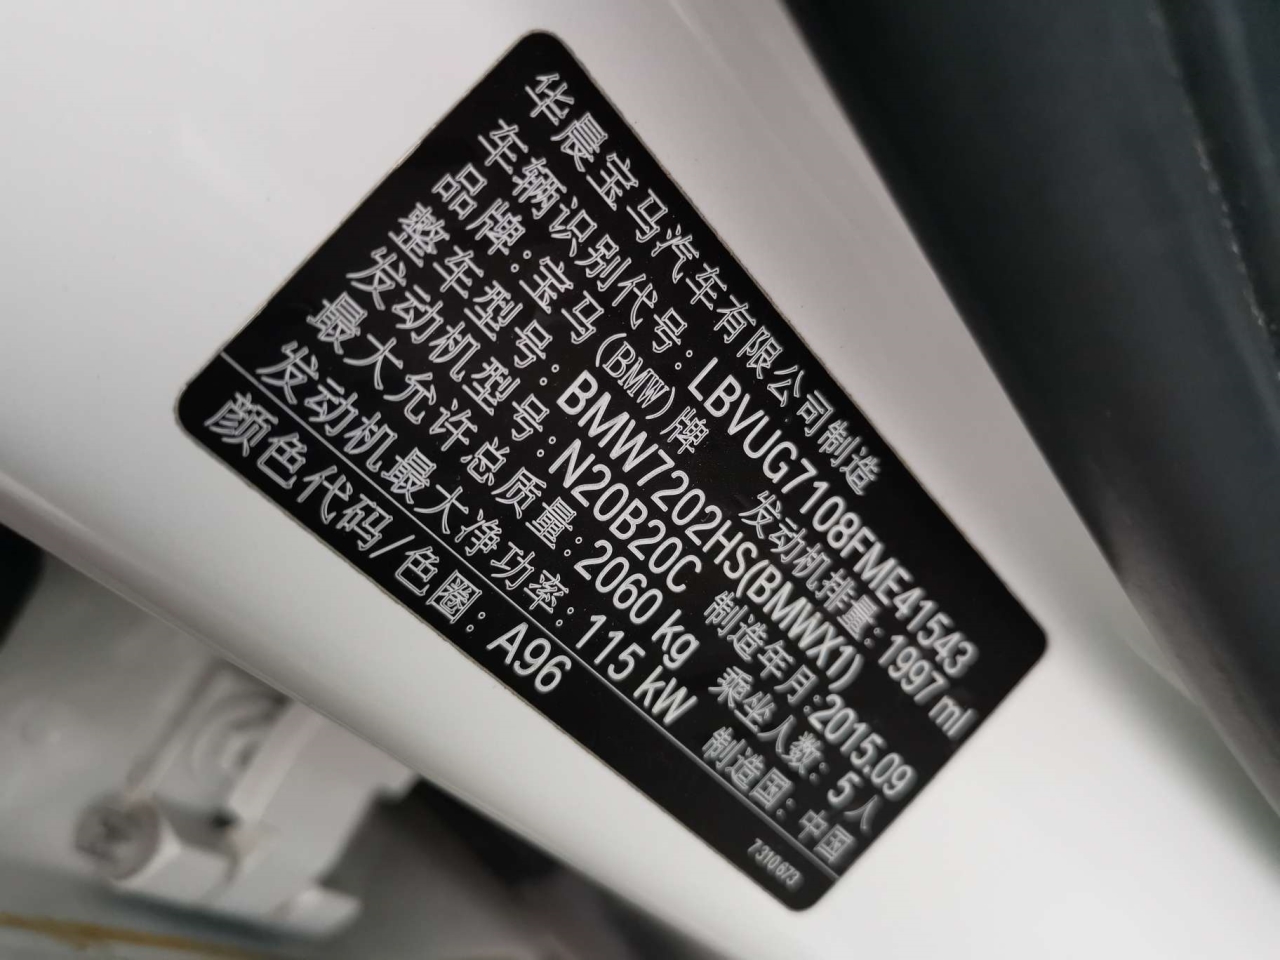 华晨宝马汽车有限公司制造
车辆识别代号: LBVUG7108FME41543
品牌:宝马(BMW)牌 发动机排量: 1997 ml
整车型号: BMW7202HS(BMWX1)
发动机型号: N20B20C 制造年月:2015.09
最大允许总质量: 2060 kg 乘坐人数: 5人
发动机最大净功率: 115 kW 制造国: 中国
颜色代码/色圈: A96
7310673